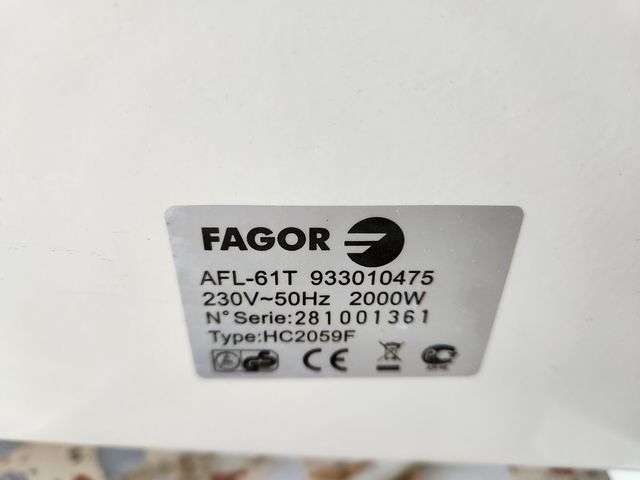 FAGOR
AFL-61T 933010475
230V~50Hz 2000W
N° Serie:281001361
Type:HC2059F
CE